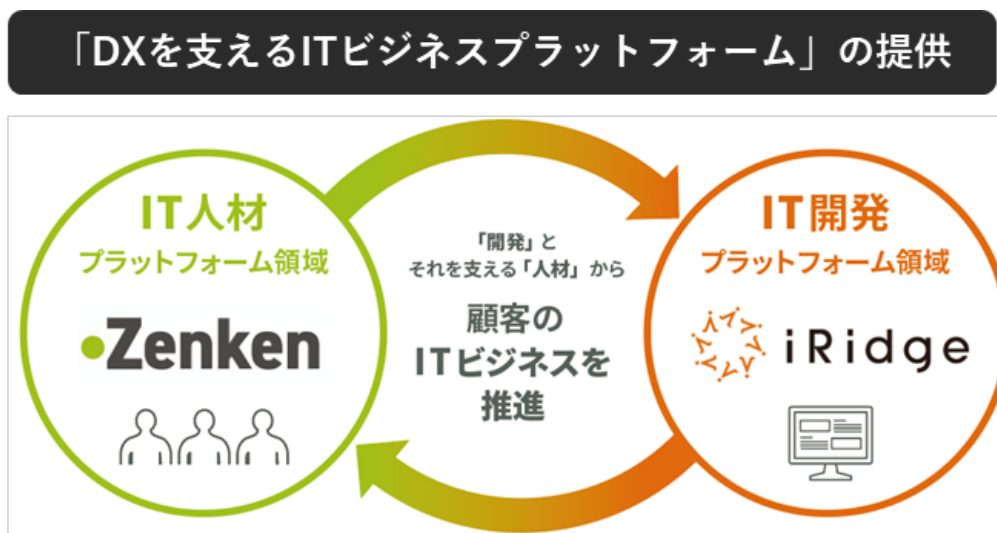 「DXを支えるITビジネスプラットフォーム」の提供
IT人材
プラットフォーム領域
Zenken
「開発」と
それを支える「人材」から
顧客の
ITビジネスを
推進
IT開発
プラットフォーム領域
iRidge